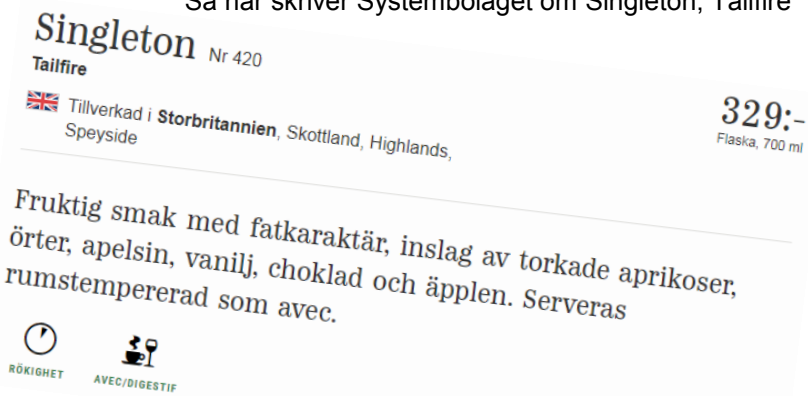 Så här skriver Systembolaget om Singleton, Tailfire
Singleton Nr 420
Tailfire
Tillverkad i Storbritannien, Skottland, Highlands,
Speyside
329:-
Flaska, 700 ml
Fruktig smak med fatkaraktär, inslag av torkade aprikoser,
örter, apelsin, vanilj, choklad och äpplen. Serveras
rumstempererad som avec.
RÖKIGHET
AVEC/DIGESTIF